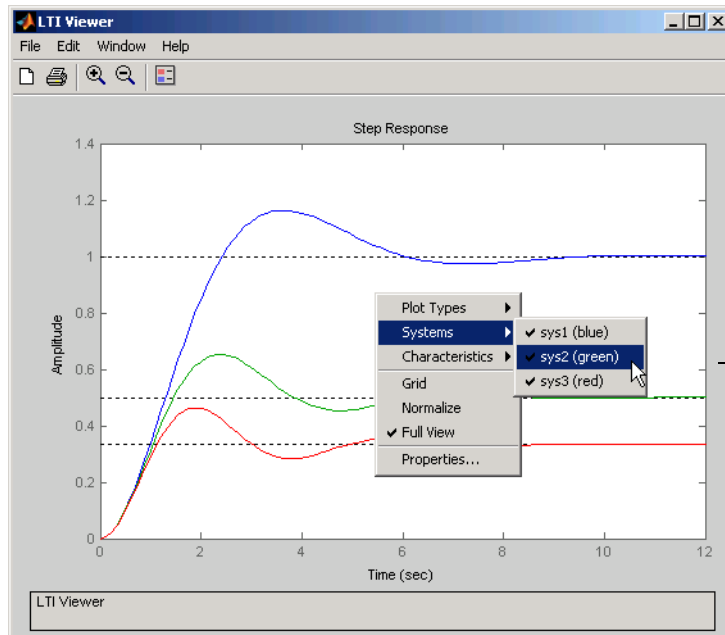 LTI Viewer
File Edit Window Help
Step Response
1.4
1.2
1
0.8
0.6
0.4
0.2
0
Amplitude
0 2 4 6 8 10 12
Time (sec)
Plot Types
Systems
Characteristics
Grid
Normalize
Full View
Properties...
sys1 (blue)
sys2 (green)
sys3 (red)
LTI Viewer